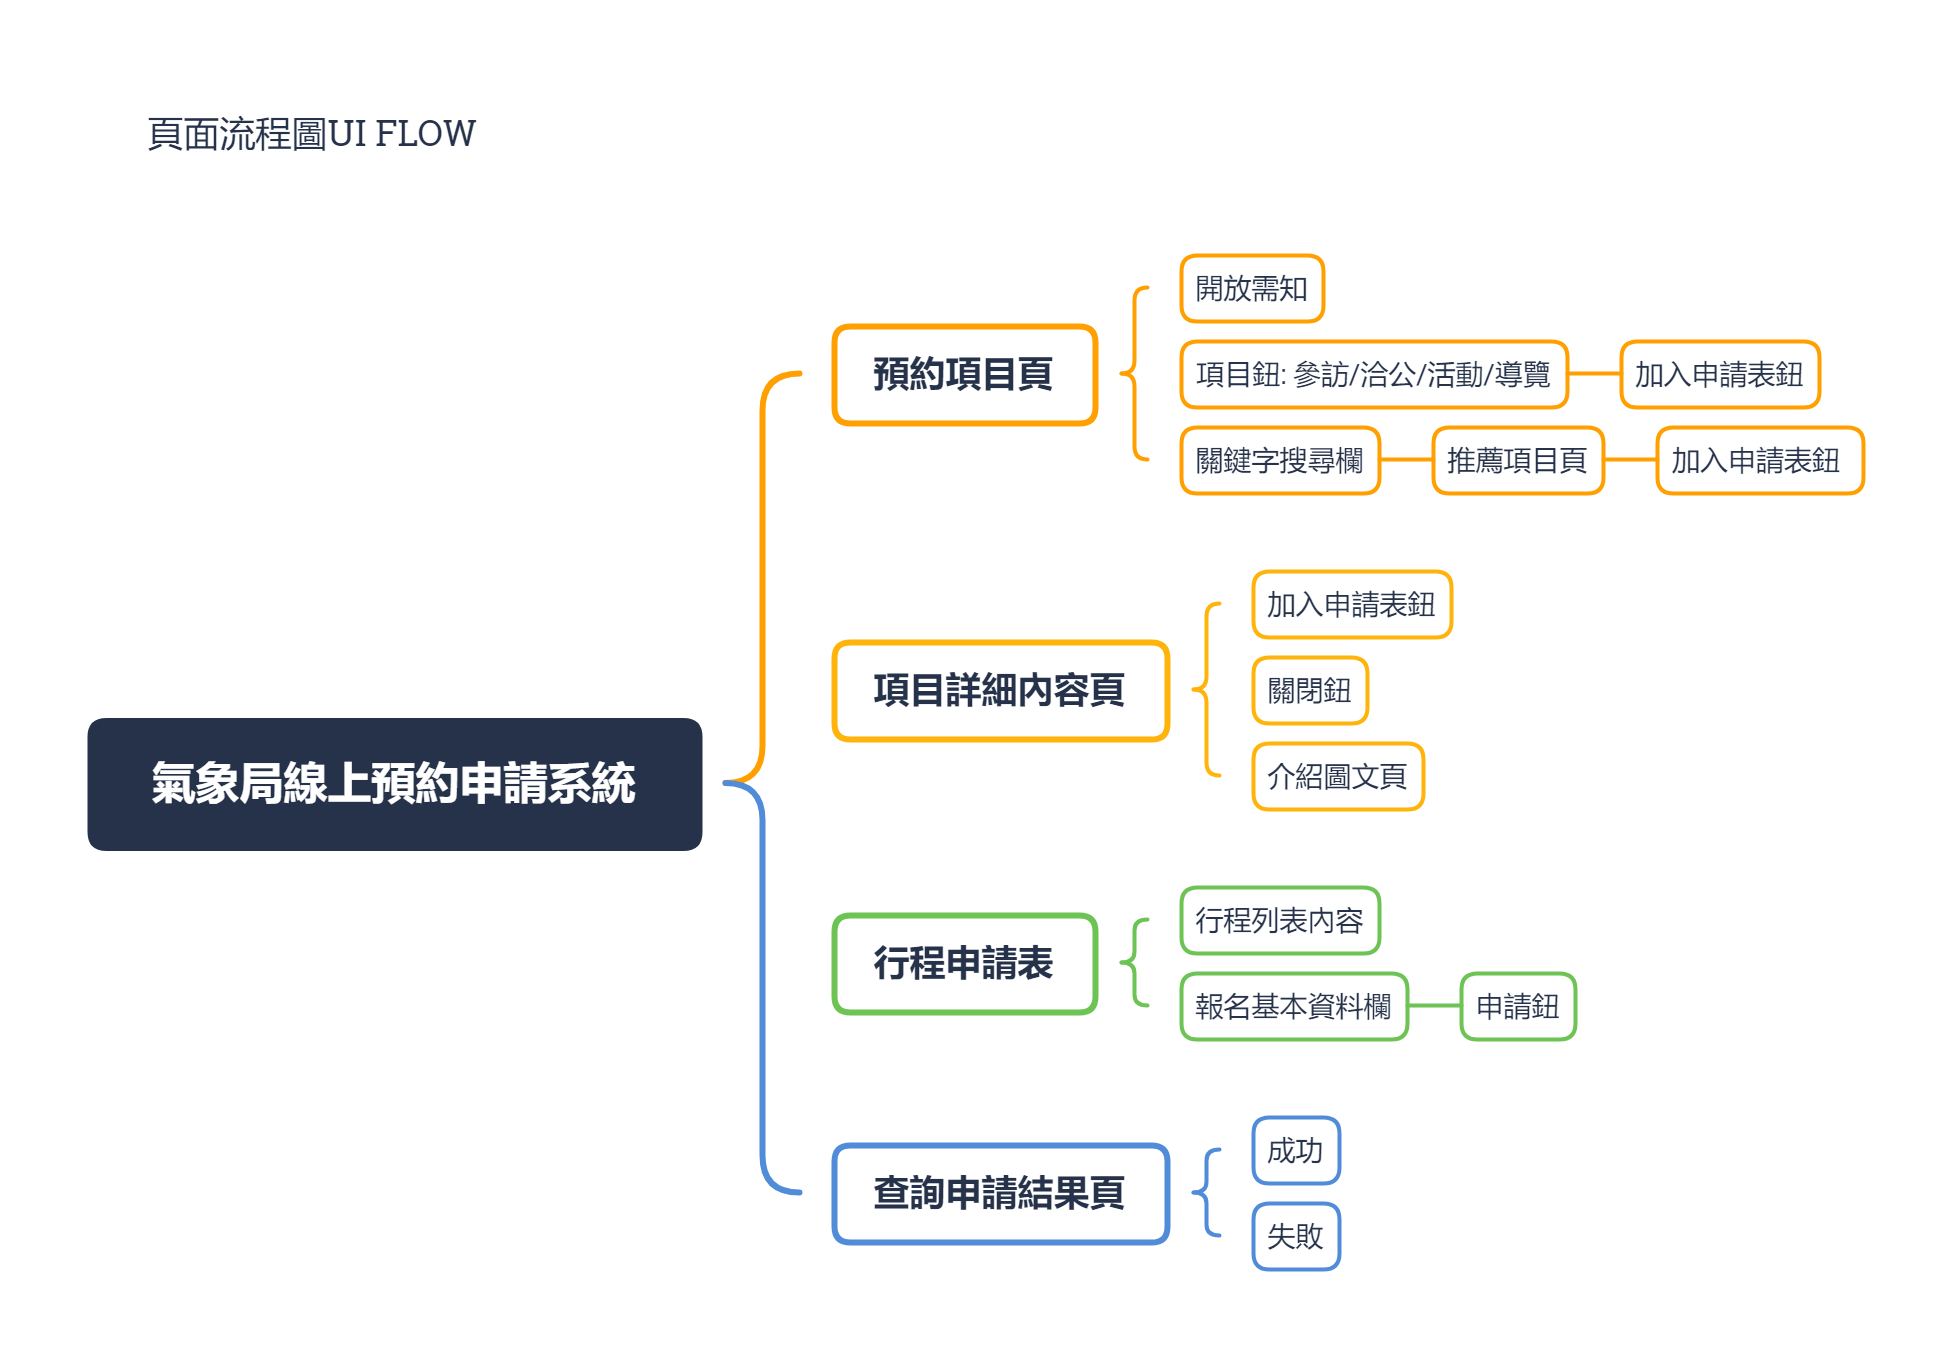 頁面流程圖UI FLOW
氣象局線上預約申請系統
預約項目頁
開放需知
項目鈕: 參訪/洽公/活動/導覽
加入申請表鈕
關鍵字搜尋欄
推薦項目頁
加入申請表鈕
項目詳細內容頁
加入申請表鈕
關閉鈕
介紹圖文頁
行程申請表
行程列表內容
報名基本資料欄
申請鈕
查詢申請結果頁
成功
失敗